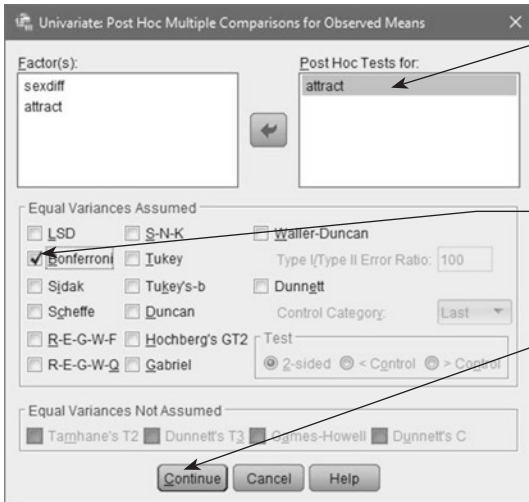 Univariate: Post Hoc Multiple Comparisons for Observed Means
Factor(s):
sexdiff
attract
Post Hoc Tests for:
attract
Equal Variances Assumed
LSD S-N-K Waller-Duncan
Bonferroni Tukey Type I/Type II Error Ratio: 100
Sidak Tukey's-b Dunnett
Scheffe Duncan Control Category: Last
R-E-G-W-F Hochberg's GT2 Test
R-E-G-W-Q Gabriel 2-sided < Control > Control
Equal Variances Not Assumed
Tamhane's T2 Dunnett's T3 Games-Howell Dunnett's C
Continue Cancel Help